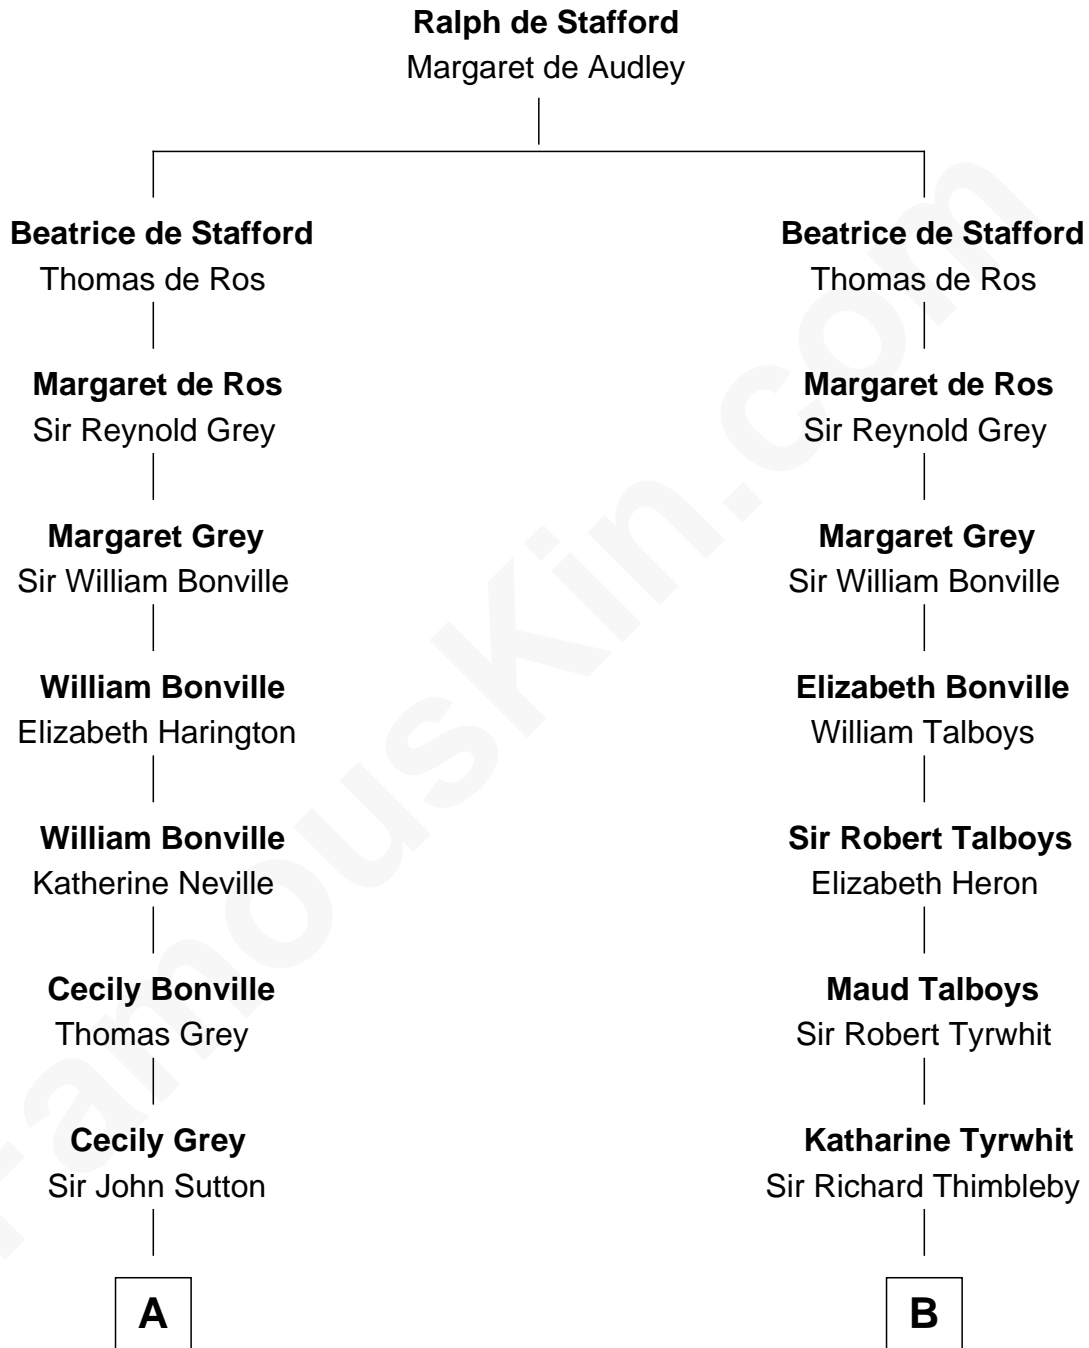 Ralph de Stafford
Margaret de Audley
Beatrice de Stafford
Thomas de Ros
Margaret de Ros
Sir Reynold Grey
Margaret Grey
Sir William Bonville
William Bonville
Elizabeth Harington
William Bonville
Katherine Neville
Cecily Bonville
Thomas Grey
Cecily Grey
Sir John Sutton
A
Beatrice de Stafford
Thomas de Ros
Margaret de Ros
Sir Reynold Grey
Margaret Grey
Sir William Bonville
Elizabeth Bonville
William Talboys
Sir Robert Talboys
Elizabeth Heron
Maud Talboys
Sir Robert Tyrwhit
Katharine Tyrwhit
Sir Richard Thimbleby
B
FamousKin.com